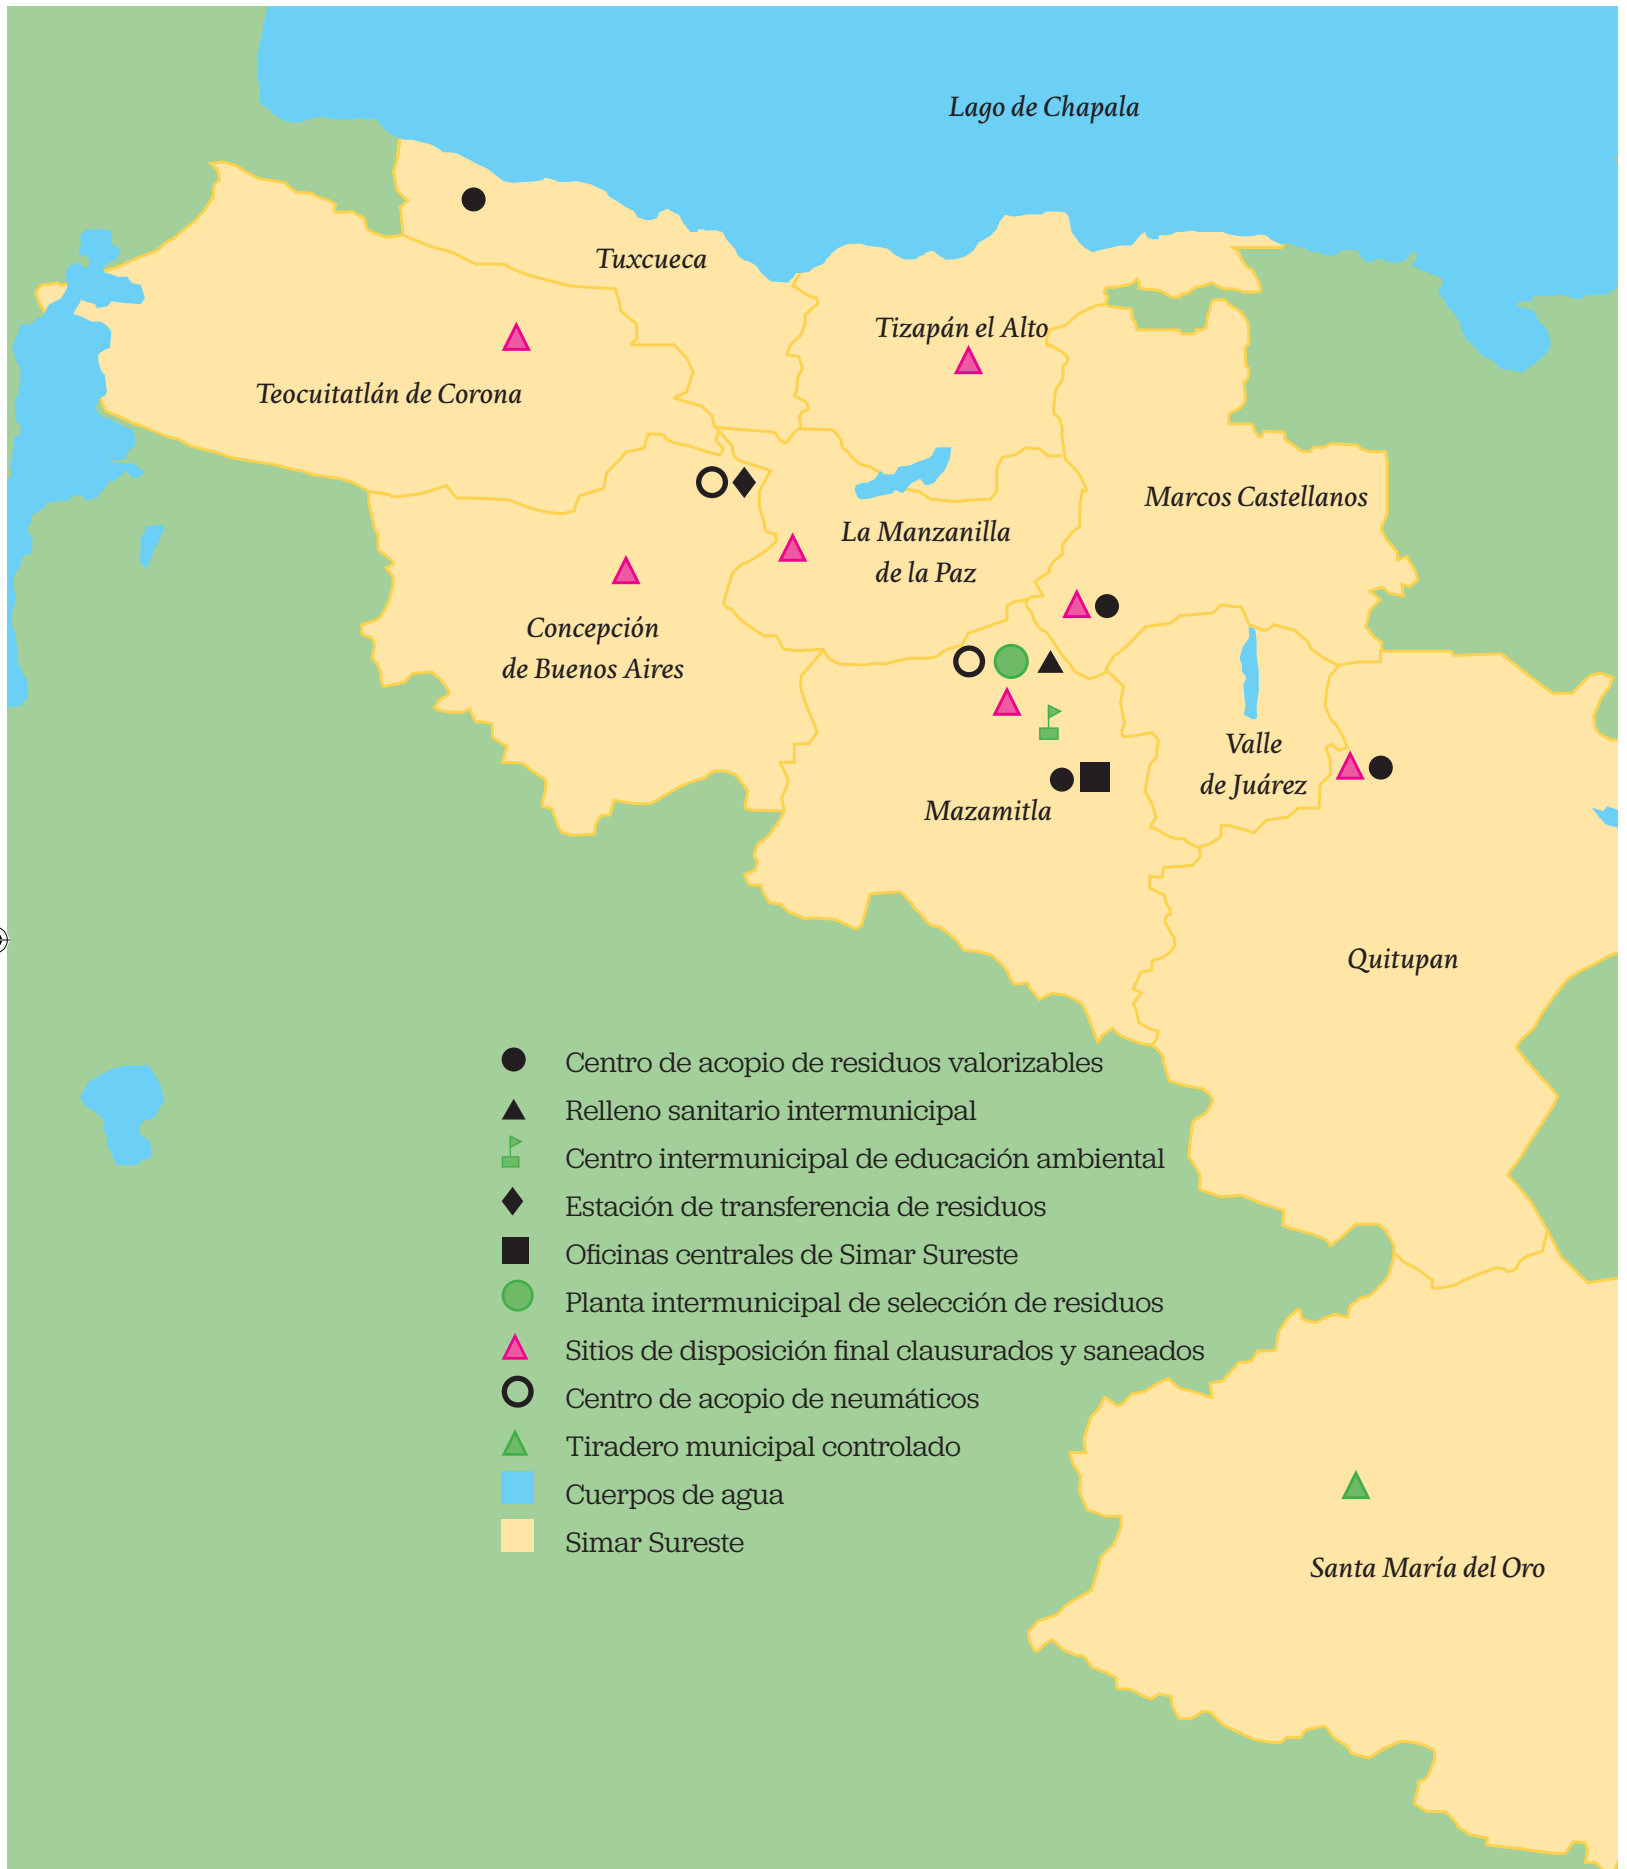 Lago de Chapala
Tuxcueca
Tizapán el Alto
Teocuitatlán de Corona
Marcos Castellanos
La Manzanilla
de la Paz
Concepción
de Buenos Aires
Valle
de Juárez
Mazamitla
Quitupan
Centro de acopio de residuos valorizables
Relleno sanitario intermunicipal
Centro intermunicipal de educación ambiental
Estación de transferencia de residuos
Oficinas centrales de Simar Sureste
Planta intermunicipal de selección de residuos
Sitios de disposición final clausurados y saneados
Centro de acopio de neumáticos
Tiradero municipal controlado
Cuerpos de agua
Simar Sureste
Santa María del Oro